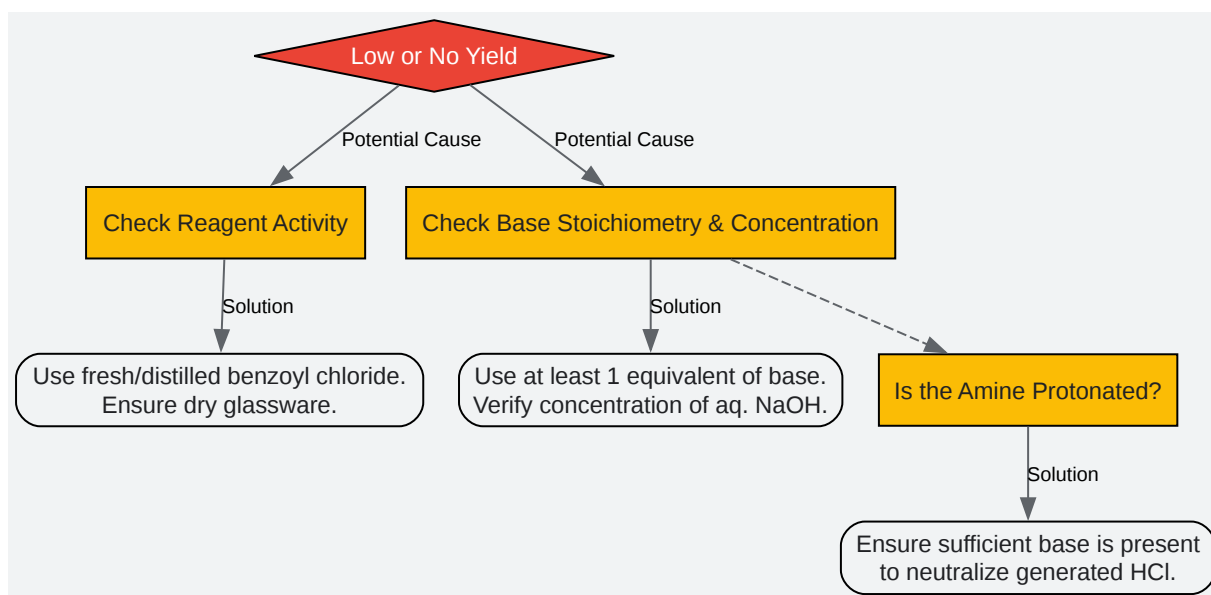 Low or No Yield
Potential Cause
Potential Cause
Check Reagent Activity
Check Base Stoichiometry & Concentration
Solution
Solution
Use fresh/distilled benzoyl chloride.
Ensure dry glassware.
Use at least 1 equivalent of base.
Verify concentration of aq. NaOH.
Is the Amine Protonated?
Solution
Ensure sufficient base is present
to neutralize generated HCl.